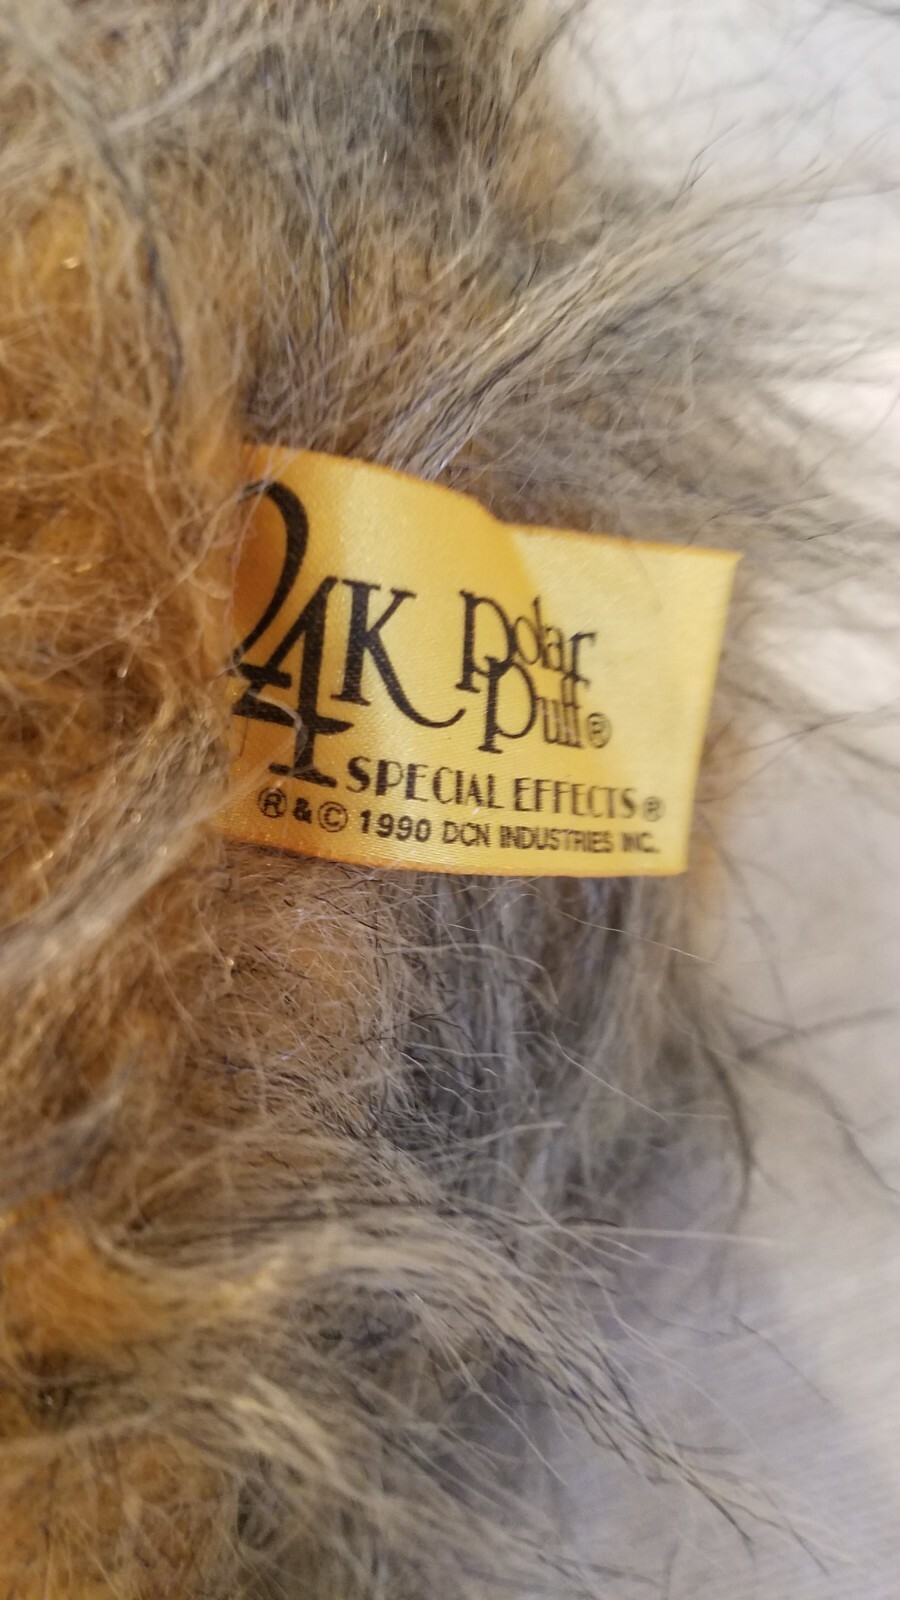 24K Polar
Puff®
SPECIAL EFFECTS®
® & © 1990 DCN INDUSTRIES INC.